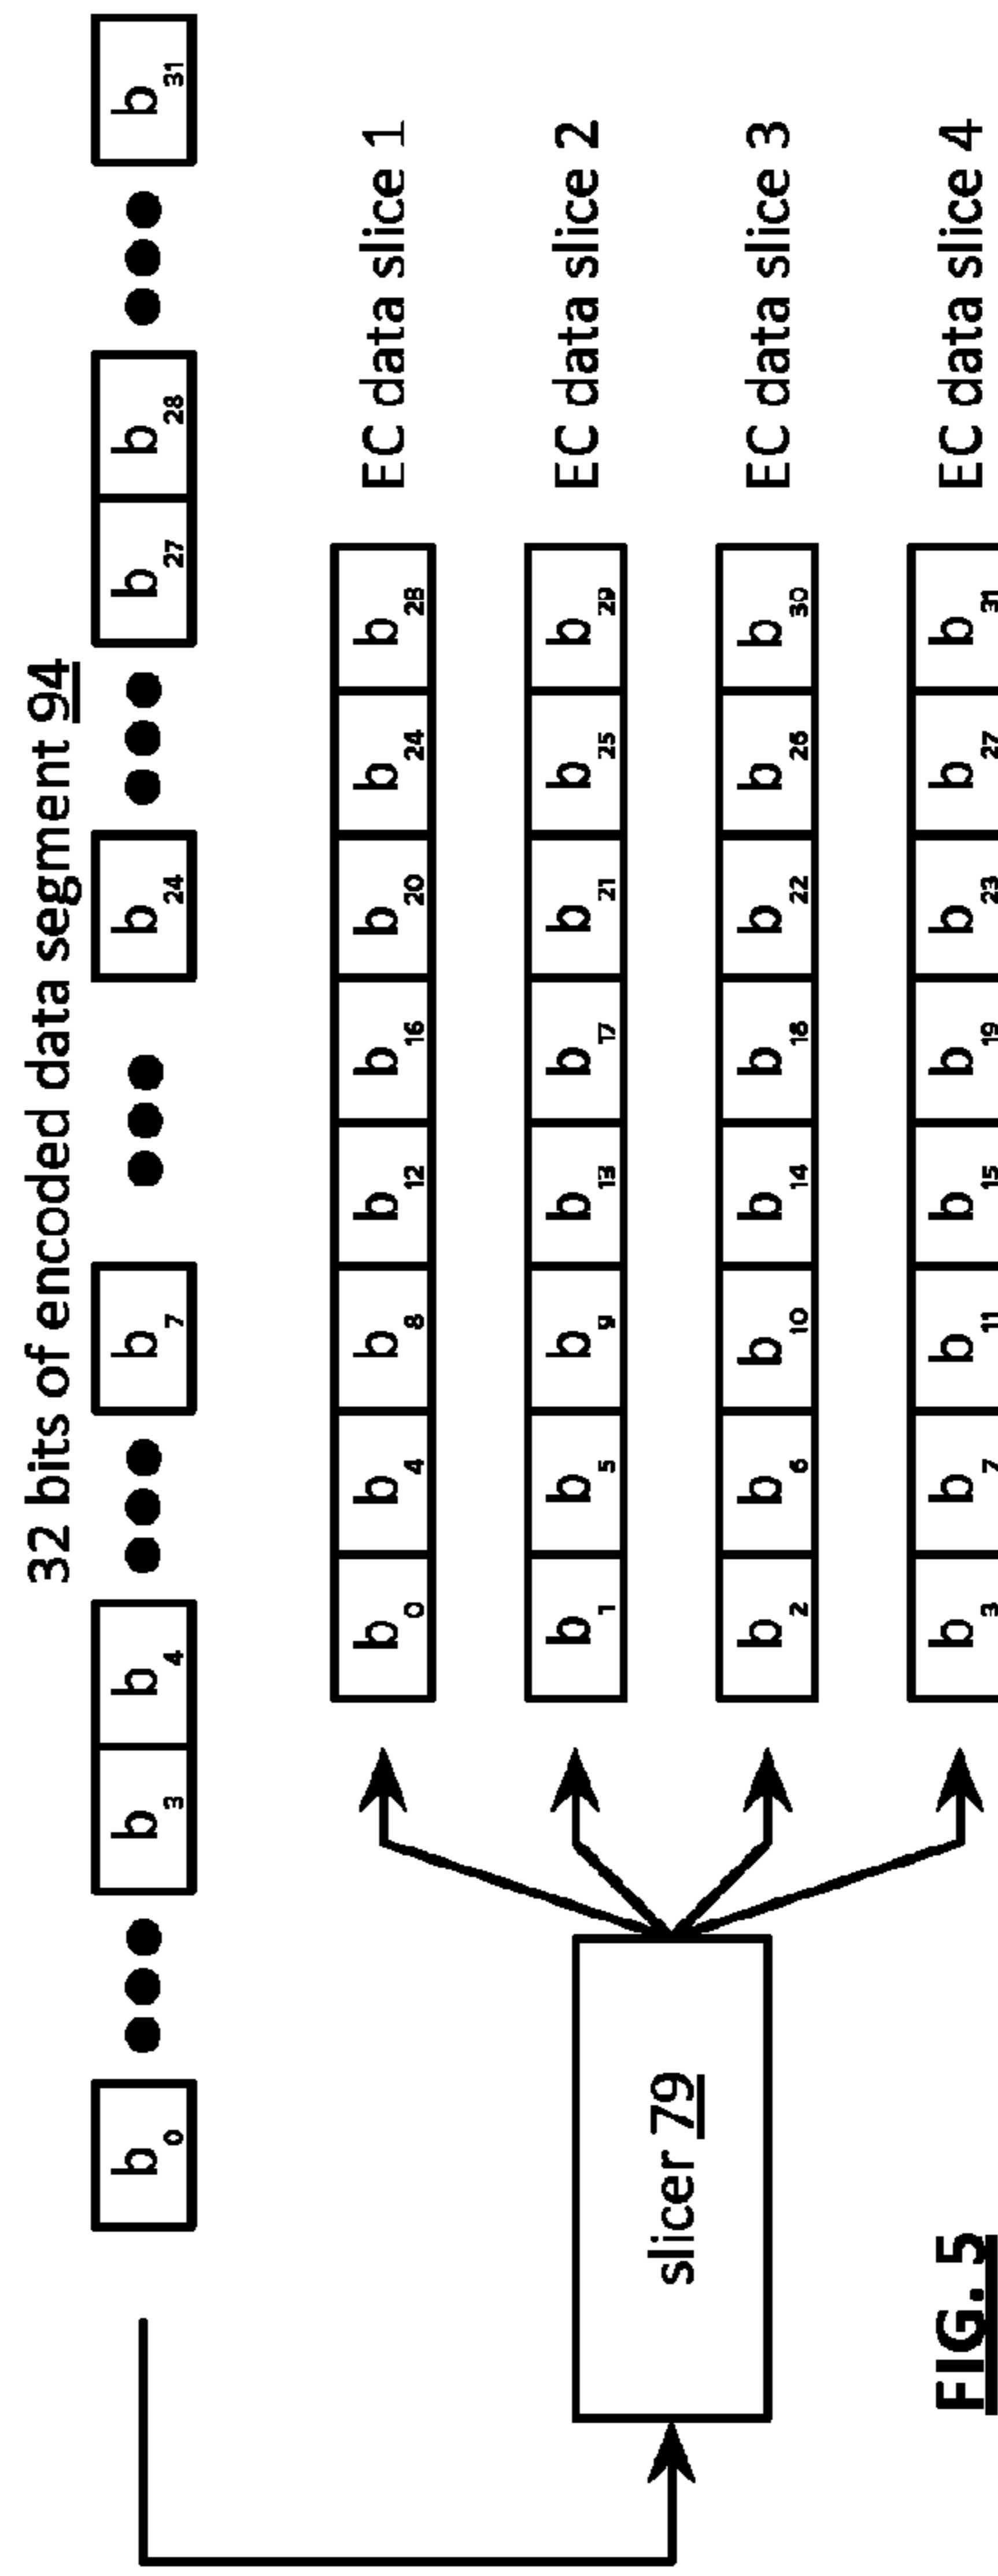 32 bits of encoded data segment 94
b0 ••• b3 b4 ••• b7 ••• b24 ••• b27 b28 ••• b31
b0 b4 b8 b12 b16 b20 b24 b28 EC data slice 1
b1 b5 b9 b13 b17 b21 b25 b29 EC data slice 2
slicer 79
b2 b6 b10 b14 b18 b22 b26 b30 EC data slice 3
b3 b7 b11 b15 b19 b23 b27 b31 EC data slice 4
FIG. 5